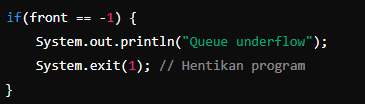 if(front == -1) {
    System.out.println("Queue underflow");
    System.exit(1); // Hentikan program
}